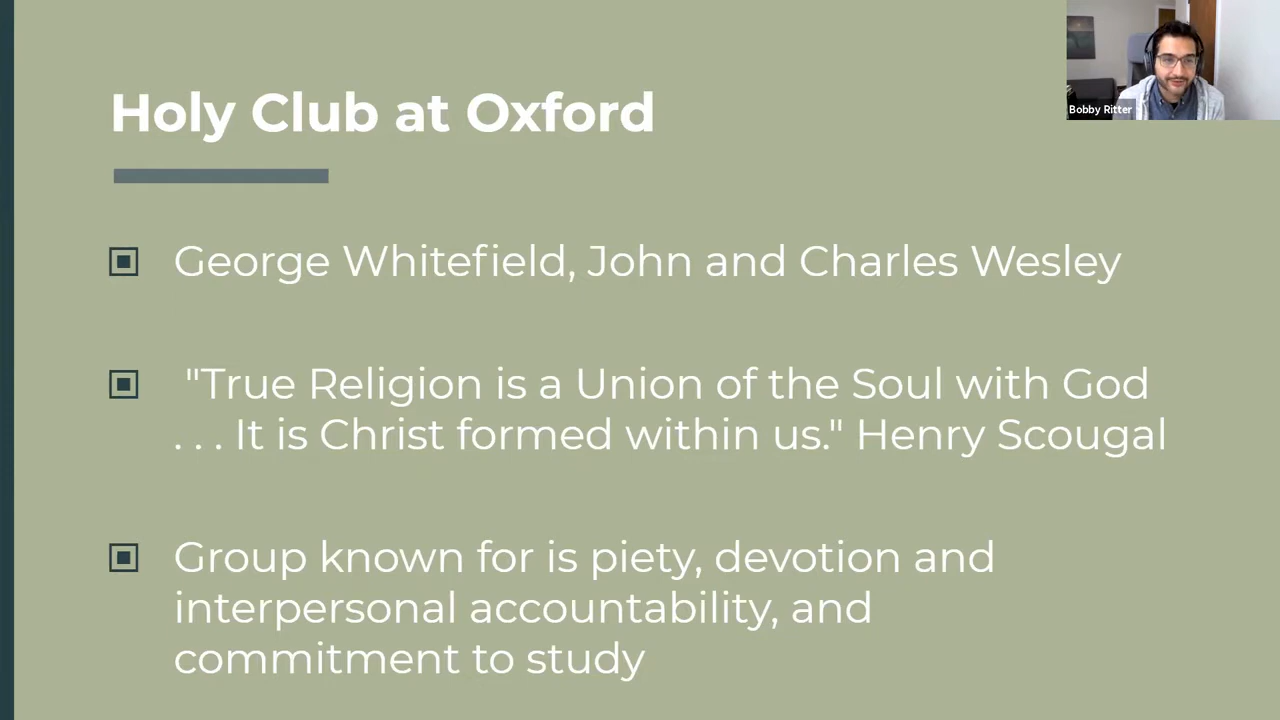 Holy Club at Oxford
Bobby Ritter
George Whitefield, John and Charles Wesley
"True Religion is a Union of the Soul with God
. . . It is Christ formed within us." Henry Scougal
Group known for is piety, devotion and
interpersonal accountability, and
commitment to study